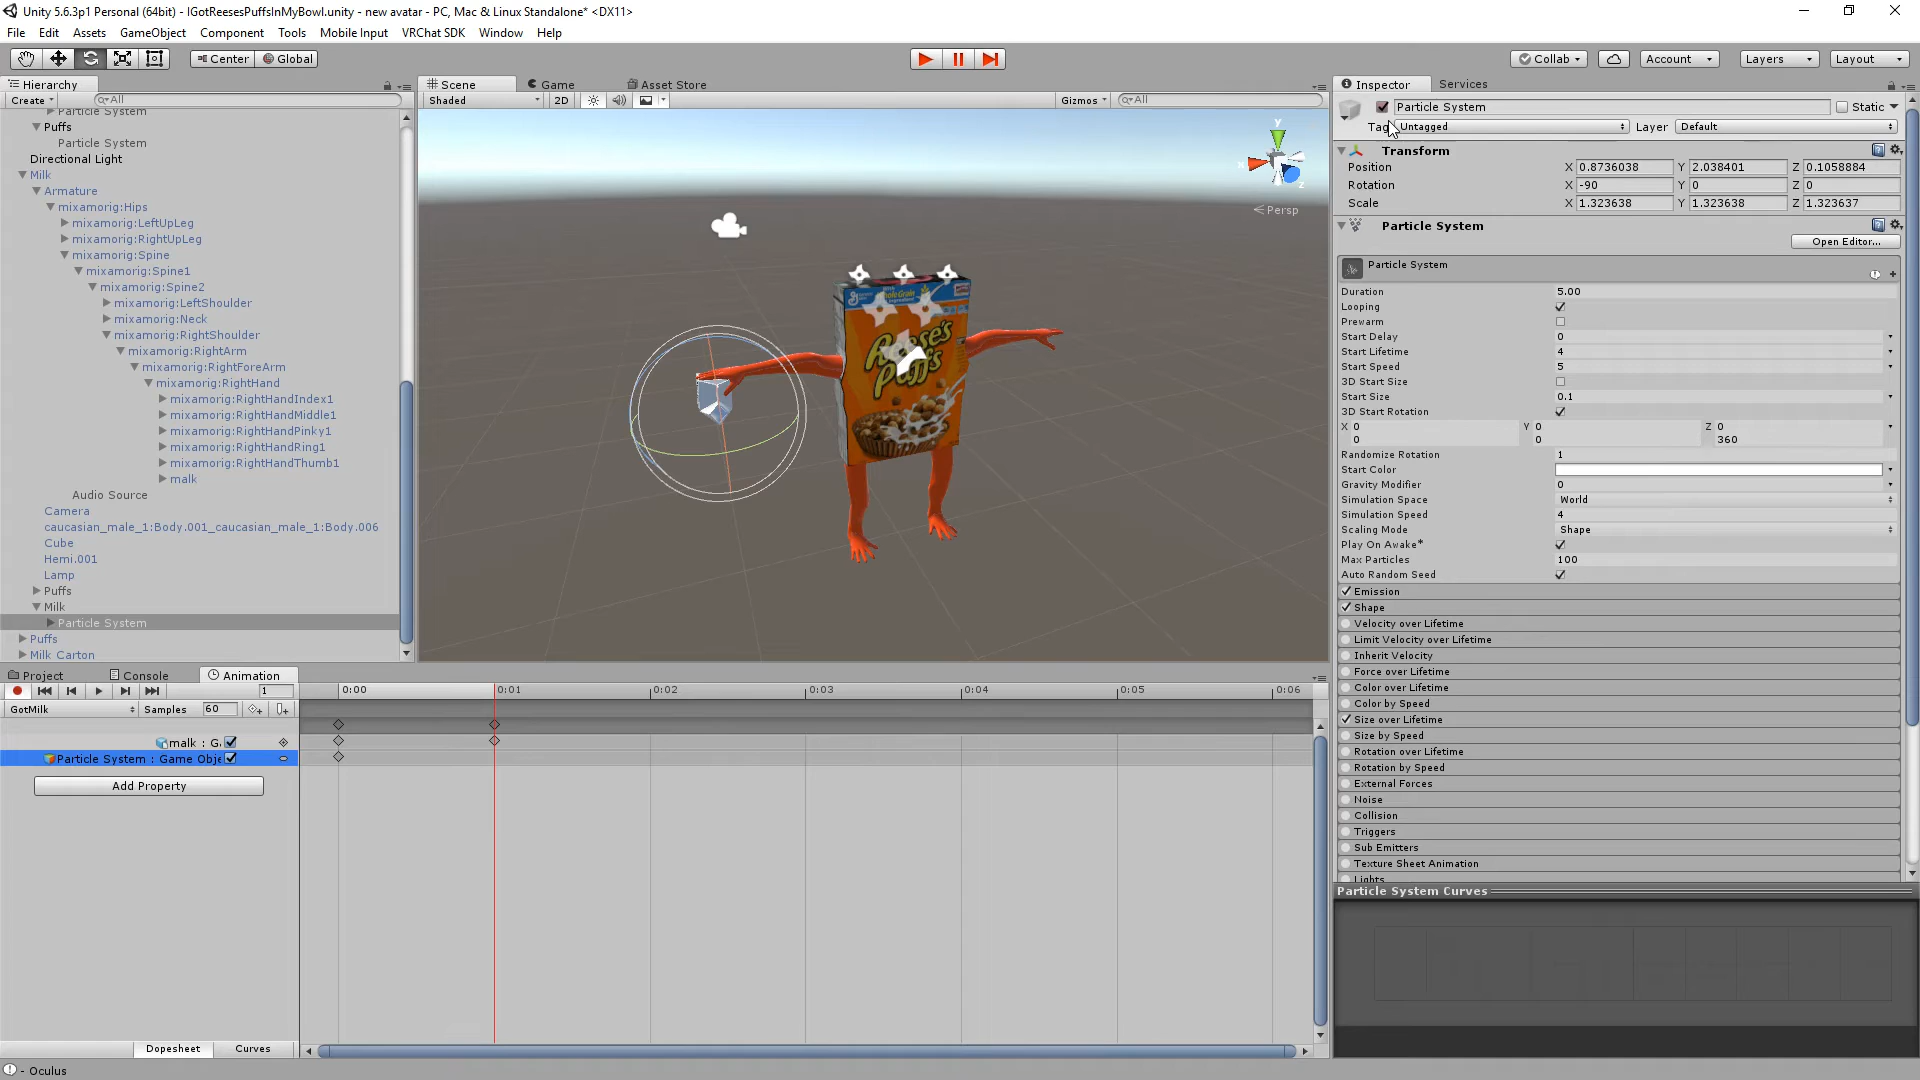 Unity 5.6.3p1 Personal (64bit) - IGotReesesPuffsInMyBowl.unity - new avatar - PC, Mac & Linux Standalone* <DX11>
File Edit Assets GameObject Component Tools Mobile Input VRChat SDK Window Help
Center Global Collab Account Layers Layout
Hierarchy
Create All
Particle System
Puffs
Particle System
Directional Light
Milk
Armature
mixamorig:Hips
mixamorig:LeftUpLeg
mixamorig:RightUpLeg
mixamorig:Spine
mixamorig:Spine1
mixamorig:Spine2
mixamorig:LeftShoulder
mixamorig:Neck
mixamorig:RightShoulder
mixamorig:RightArm
mixamorig:RightForeArm
mixamorig:RightHand
mixamorig:RightHandIndex1
mixamorig:RightHandMiddle1
mixamorig:RightHandPinky1
mixamorig:RightHandRing1
mixamorig:RightHandThumb1
malk
Audio Source
Camera
caucasian_male_1:Body.001_caucasian_male_1:Body.006
Cube
Hemi.001
Lamp
Puffs
Milk
Particle System
Puffs
Milk Carton
Scene Game Asset Store
Shaded 2D Gizmos All
y
x
z
Persp
Whole Grain
Reese's
Puffs
Inspector Services
Particle System Static
Tag Untagged Layer Default
Transform
Position X 0.8736038 Y 2.038401 Z 0.1058884
Rotation X -90 Y 0 Z 0
Scale X 1.323638 Y 1.323638 Z 1.323637
Particle System
Open Editor...
Particle System
Duration 5.00
Looping
Prewarm
Start Delay 0
Start Lifetime 4
Start Speed 5
3D Start Size
Start Size 0.1
3D Start Rotation
X 0 Y 0 Z 0
0 0 360
Randomize Rotation 1
Start Color
Gravity Modifier 0
Simulation Space World
Simulation Speed 4
Scaling Mode Shape
Play On Awake*
Max Particles 100
Auto Random Seed
Emission
Shape
Velocity over Lifetime
Limit Velocity over Lifetime
Inherit Velocity
Force over Lifetime
Color over Lifetime
Color by Speed
Size over Lifetime
Size by Speed
Rotation over Lifetime
Rotation by Speed
External Forces
Noise
Collision
Triggers
Sub Emitters
Texture Sheet Animation
Lights
Particle System Curves
Project Console Animation
1 0:00 0:01 0:02 0:03 0:04 0:05 0:06
GotMilk Samples 60
malk : G
Particle System : Game Obje
Add Property
Dopesheet Curves
- Oculus